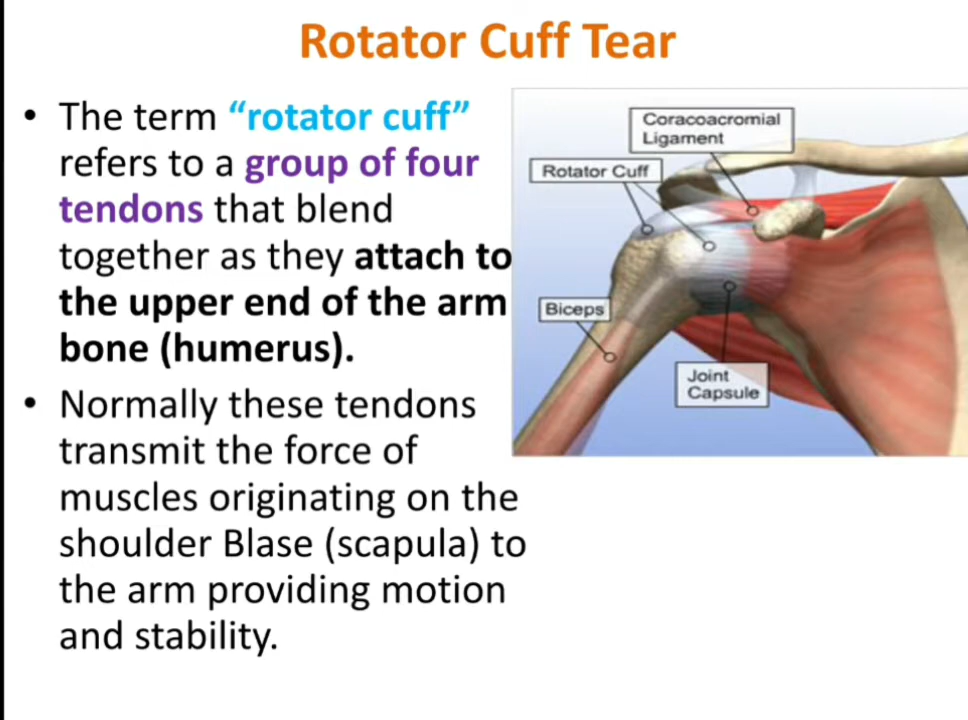 Rotator Cuff Tear
• The term “rotator cuff”
refers to a group of four
tendons that blend
together as they attach to
the upper end of the arm
bone (humerus).
• Normally these tendons
transmit the force of
muscles originating on the
shoulder Blase (scapula) to
the arm providing motion
and stability.
Coracoacromial
Ligament
Rotator Cuff
Biceps
Joint
Capsule